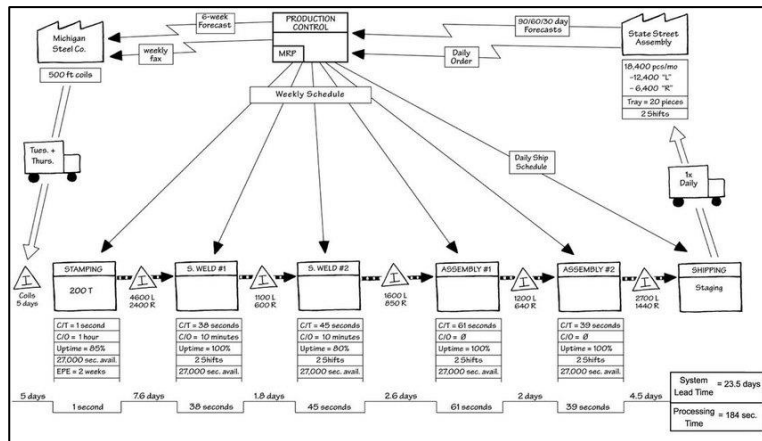 Michigan
Steel Co.
500 ft coils
6-week
Forecast
weekly
fax
PRODUCTION
CONTROL
MRP
90/60/30 day
Forecasts
Daily
Order
State Street
Assembly
18,400 pcs/mo
-12,400 "L"
- 6,400 "R"
Tray = 20 pieces
2 Shifts
Weekly Schedule
Tues. +
Thurs.
Daily Ship
Schedule
1x
Daily
I
Coils
5 days
STAMPING
200 T
C/T = 1 second
C/O = 1 hour
Uptime = 85%
27,000 sec. avail.
EPE = 2 weeks
I
4600 L
2400 R
S. WELD #1
C/T = 38 seconds
C/O = 10 minutes
Uptime = 100%
2 Shifts
27,000 sec. avail.
I
1100 L
600 R
S. WELD #2
C/T = 45 seconds
C/O = 10 minutes
Uptime = 80%
2 Shifts
27,000 sec. avail.
I
1600 L
850 R
ASSEMBLY #1
C/T = 61 seconds
C/O = Ø
Uptime = 100%
2 Shifts
27,000 sec. avail.
I
1200 L
640 R
ASSEMBLY #2
C/T = 39 seconds
C/O = Ø
Uptime = 100%
2 Shifts
27,000 sec. avail.
I
2700 L
1440 R
SHIPPING
Staging
5 days
1 second
7.6 days
38 seconds
1.8 days
45 seconds
2.6 days
61 seconds
2 days
39 seconds
4.5 days
System
Lead Time
= 23.5 days
Processing
Time
= 184 sec.